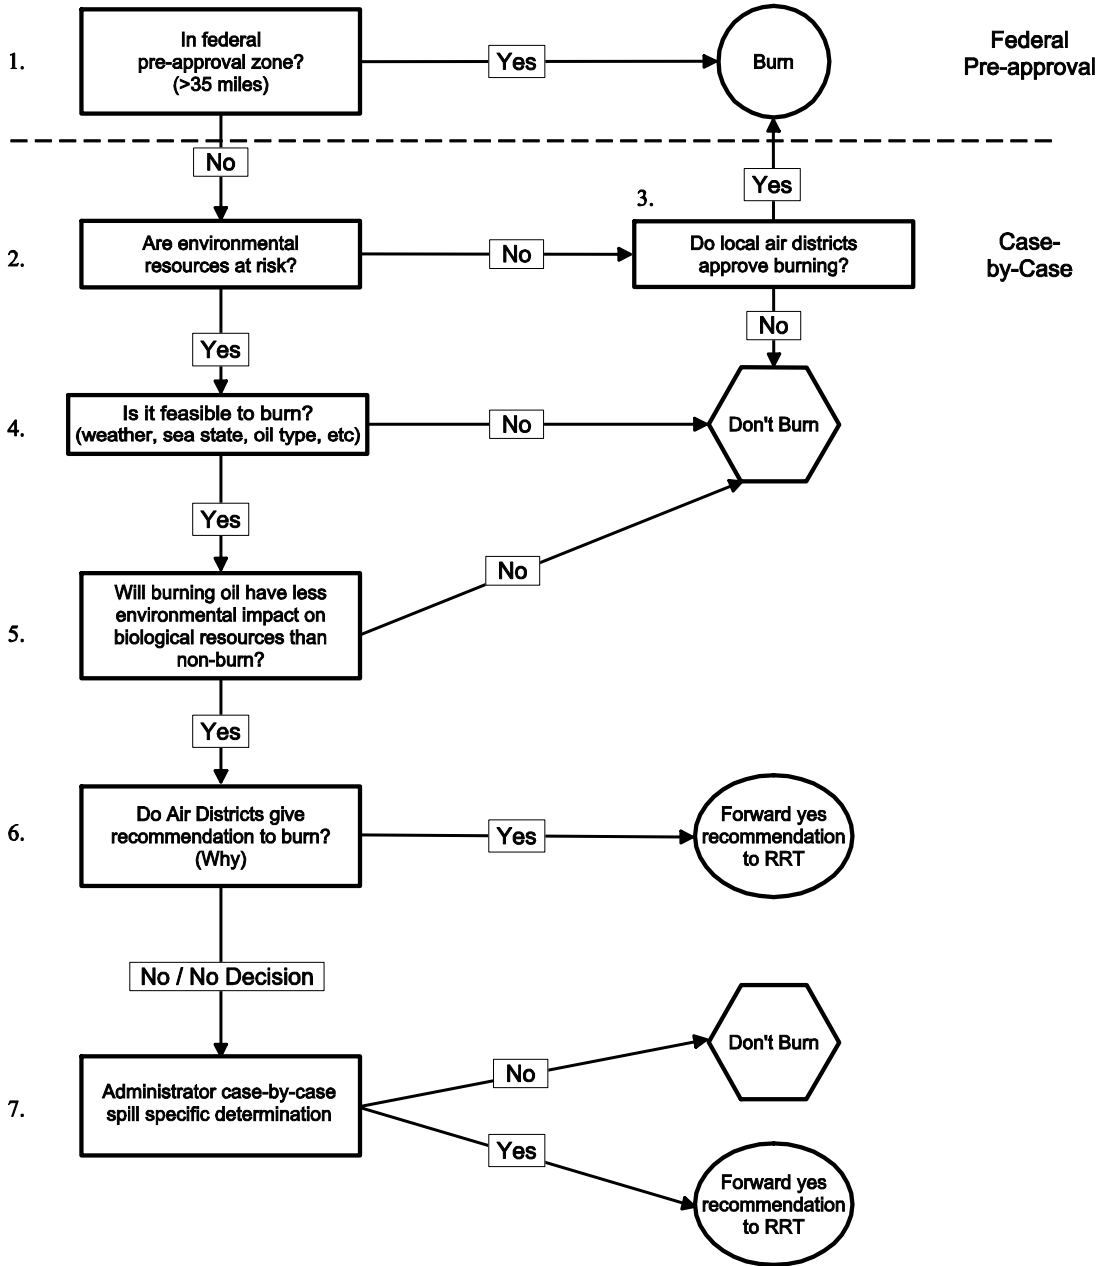 1.
In federal
pre-approval zone?
(>35 miles)
Yes
Burn
Federal
Pre-approval
No
2.
Are environmental
resources at risk?
No
3.
Do local air districts
approve burning?
Yes
Case-
by-Case
No
Yes
4.
Is it feasible to burn?
(weather, sea state, oil type, etc)
No
Don't Burn
Yes
5.
Will burning oil have less
environmental impact on
biological resources than
non-burn?
No
Yes
6.
Do Air Districts give
recommendation to burn?
(Why)
Yes
Forward yes
recommendation
to RRT
No / No Decision
7.
Administrator case-by-case
spill specific determination
No
Don't Burn
Yes
Forward yes
recommendation
to RRT